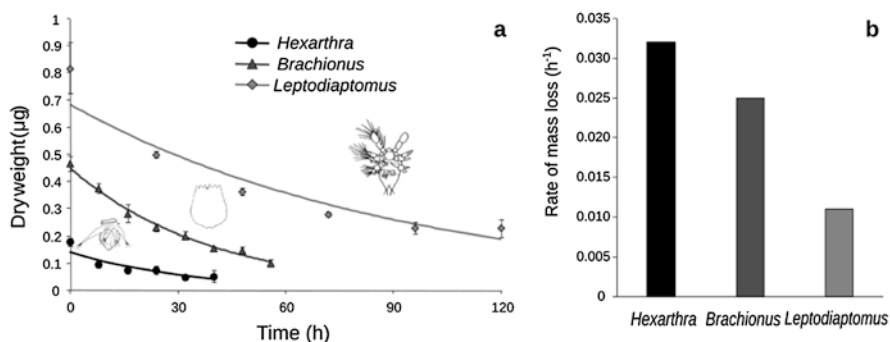 a
Hexarthra
Brachionus
Leptodiaptomus
Dryweight(µg)
1
0.9
0.8
0.7
0.6
0.5
0.4
0.3
0.2
0.1
0
0 30 60 90 120
Time (h)
b
Rate of mass loss (h⁻¹)
0.035
0.030
0.025
0.020
0.015
0.010
0.005
0
Hexarthra Brachionus Leptodiaptomus